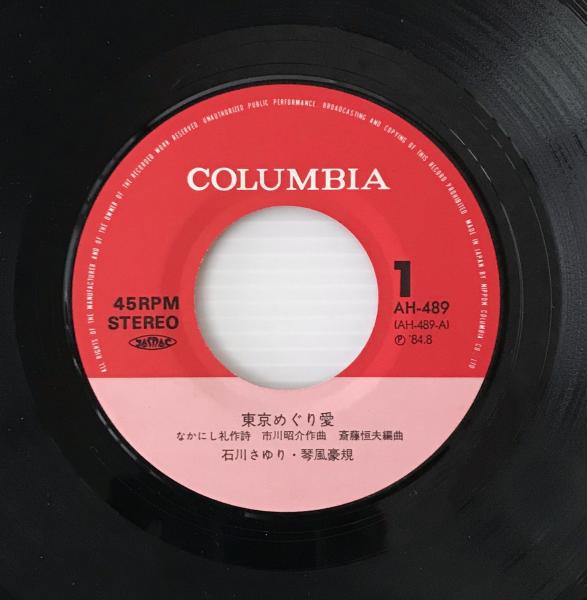 ALL RIGHTS OF THE MANUFACTURER AND OF THE OWNER OF THE RECORDED WORK RESERVED. UNAUTHORIZED PUBLIC PERFORMANCE. BROADCASTING AND COPYING OF THIS RECORD PROHIBITED. MADE IN JAPAN BY NIPPON COLUMBIA CO. LTD
COLUMBIA
45RPM
STEREO
JASRAC
1
AH-489
(AH-489-A)
Ⓟ '84.8
東京めぐり愛
なかにし礼作詩 市川昭介作曲 斎藤恒夫編曲
石川さゆり・琴風豪規